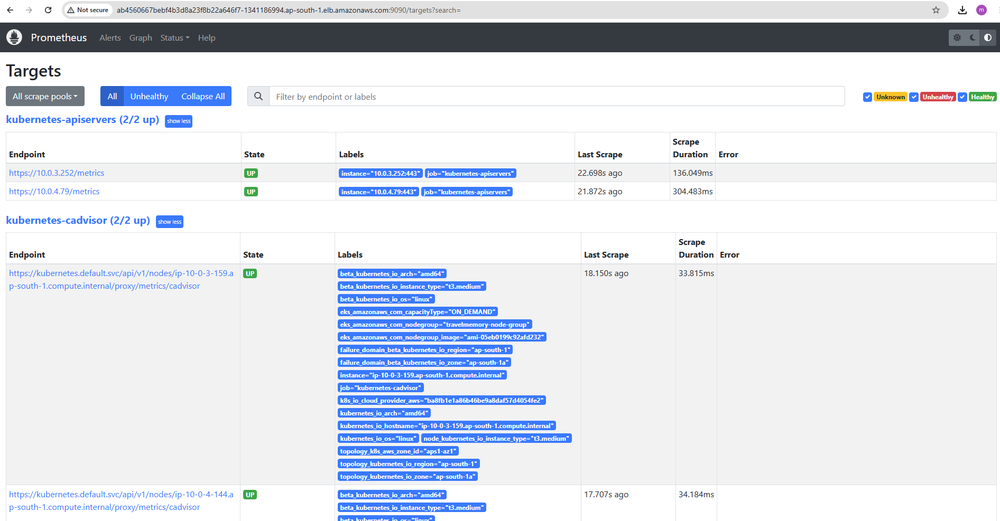 Not secure ab4560667bebf4b3d8a23f8b22a646f7-1341186994.ap-south-1.elb.amazonaws.com:9090/targets?search= m
Prometheus Alerts Graph Status Help
Targets
All scrape pools All Unhealthy Collapse All Filter by endpoint or labels Unknown Unhealthy Healthy
kubernetes-apiservers (2/2 up) show less
Endpoint State Labels Last Scrape Scrape Duration Error
https://10.0.3.252/metrics UP instance="10.0.3.252:443" job="kubernetes-apiservers" 22.698s ago 136.049ms
https://10.0.4.79/metrics UP instance="10.0.4.79:443" job="kubernetes-apiservers" 21.872s ago 304.483ms
kubernetes-cadvisor (2/2 up) show less
Endpoint State Labels Last Scrape Scrape Duration Error
https://kubernetes.default.svc/api/v1/nodes/ip-10-0-3-159.a UP beta_kubernetes_io_arch="amd64" 18.150s ago 33.815ms
p-south-1.compute.internal/proxy/metrics/cadvisor beta_kubernetes_io_instance_type="t3.medium"
beta_kubernetes_io_os="linux"
eks_amazonaws_com_capacityType="ON_DEMAND"
eks_amazonaws_com_nodegroup="travelmemory-node-group"
eks_amazonaws_com_nodegroup_image="ami-05eb0199c92afd232"
failure_domain_beta_kubernetes_io_region="ap-south-1"
failure_domain_beta_kubernetes_io_zone="ap-south-1a"
instance="ip-10-0-3-159.ap-south-1.compute.internal"
job="kubernetes-cadvisor"
k8s_io_cloud_provider_aws="ba8fb1e1a86b46be9a8daf57d4054fe2"
kubernetes_io_arch="amd64"
kubernetes_io_hostname="ip-10-0-3-159.ap-south-1.compute.internal"
kubernetes_io_os="linux" node_kubernetes_io_instance_type="t3.medium"
topology_k8s_aws_zone_id="aps1-az1"
topology_kubernetes_io_region="ap-south-1"
topology_kubernetes_io_zone="ap-south-1a"
https://kubernetes.default.svc/api/v1/nodes/ip-10-0-4-144.a UP beta_kubernetes_io_arch="amd64" 17.707s ago 34.184ms
p-south-1.compute.internal/proxy/metrics/cadvisor beta_kubernetes_io_instance_type="t3.medium"
beta_kubernetes_io_os="linux"